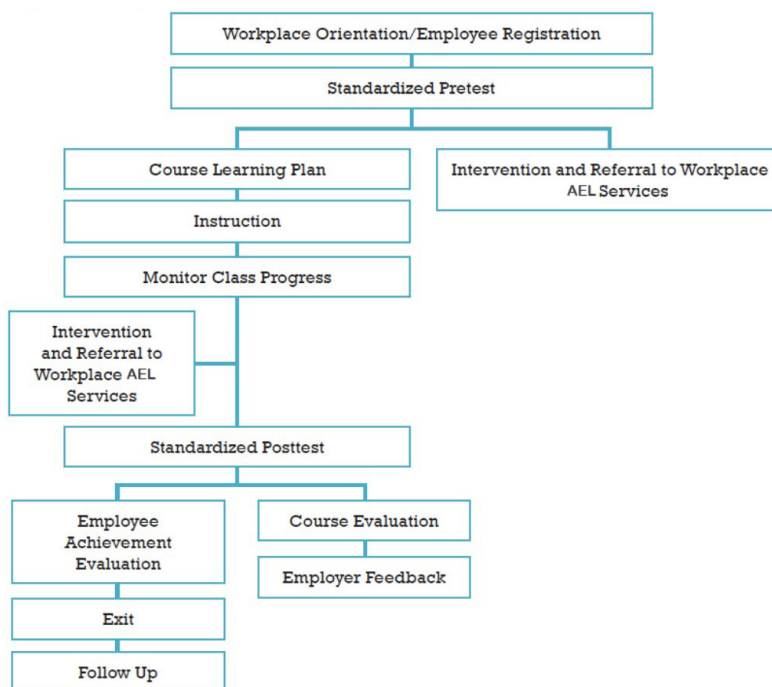 Workplace Orientation/Employee Registration
Standardized Pretest
Course Learning Plan
Intervention and Referral to Workplace
AEL Services
Instruction
Monitor Class Progress
Intervention
and Referral to
Workplace AEL
Services
Standardized Posttest
Employee
Achievement
Evaluation
Course Evaluation
Employer Feedback
Exit
Follow Up